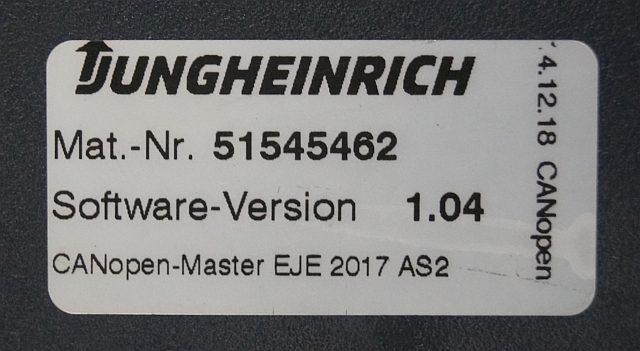 JUNGHEINRICH
Mat.-Nr. 51545462
Software-Version 1.04
CANopen-Master EJE 2017 AS2
4.12.18 CANopen